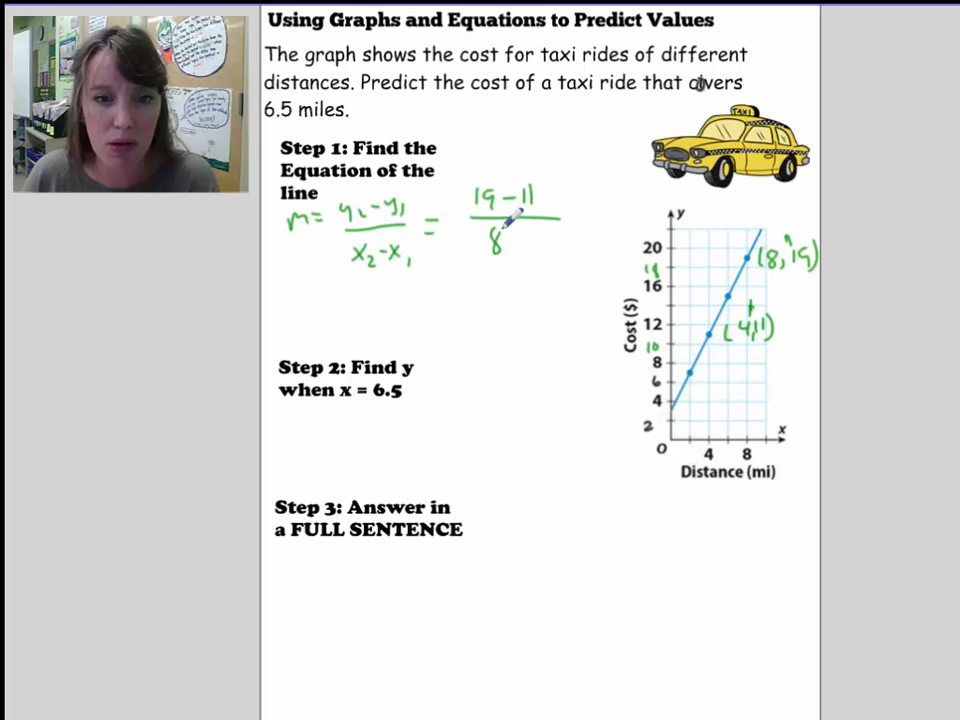 Using Graphs and Equations to Predict Values
The graph shows the cost for taxi rides of different
distances. Predict the cost of a taxi ride that covers
6.5 miles.
TAXI
Step 1: Find the
Equation of the
line
m = y₂ - y₁ / x₂ - x₁ = 19 - 11 / 8
y
20
18
16
12
10
8
6
4
2
0
4 8
x
Cost ($)
Distance (mi)
(8, 19)
(4, 11)
Step 2: Find y
when x = 6.5
Step 3: Answer in
a FULL SENTENCE